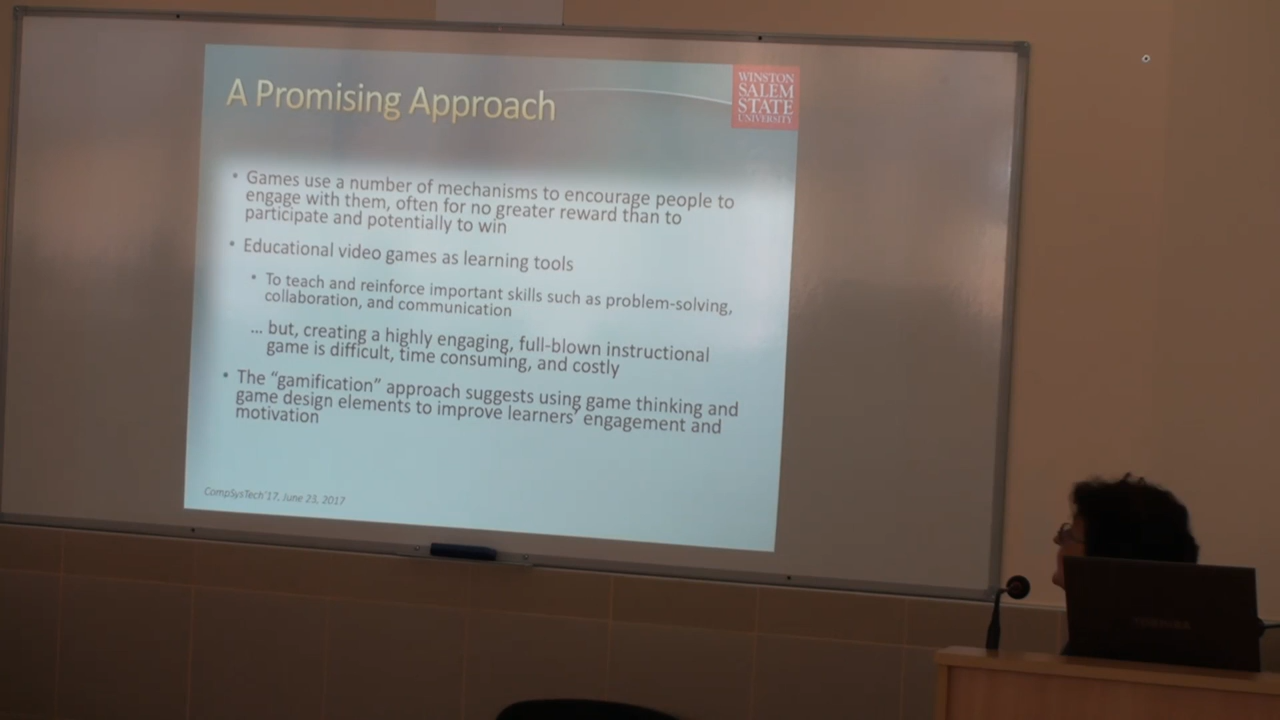 A Promising Approach
WINSTON
SALEM
STATE
UNIVERSITY
• Games use a number of mechanisms to encourage people to
engage with them, often for no greater reward than to
participate and potentially to win
• Educational video games as learning tools
• To teach and reinforce important skills such as problem-solving,
collaboration, and communication
... but, creating a highly engaging, full-blown instructional
game is difficult, time consuming, and costly
• The “gamification” approach suggests using game thinking and
game design elements to improve learners’ engagement and
motivation
CompSysTech'17, June 23, 2017
TOSHIBA